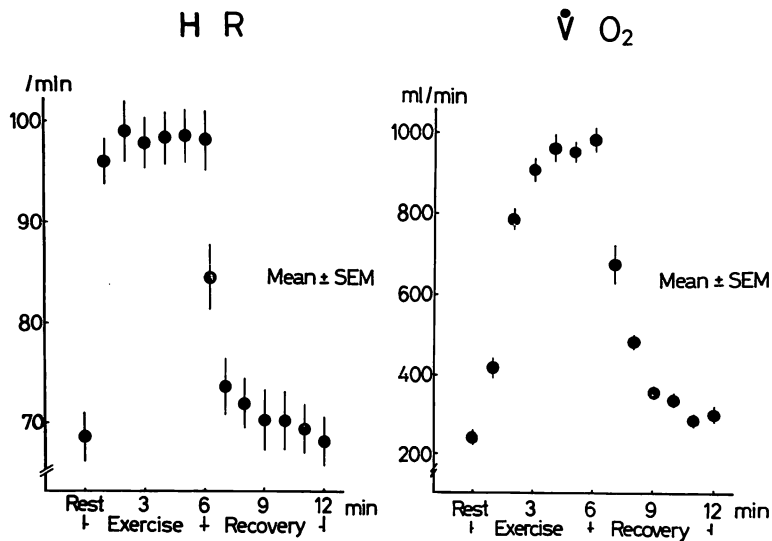 H R
/min
100
90
80
70
Mean ± SEM
Rest 3 6 9 12 min
Exercise Recovery
V̇ O₂
ml/min
1000
800
600
400
200
Mean ± SEM
Rest 3 6 9 12 min
Exercise Recovery